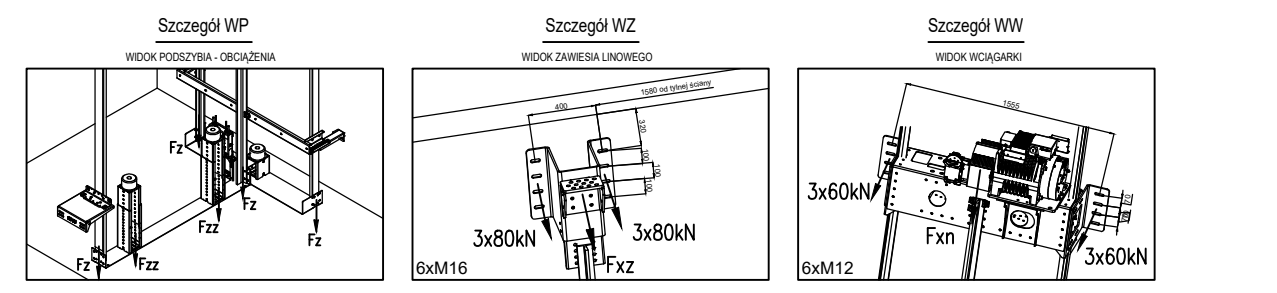 Szczegół WP
WIDOK PODSZYBIA - OBCIĄŻENIA
Fz
Fz
Fzz
Fz
Fz
Fzz
Szczegół WZ
WIDOK ZAWIESIA LINOWEGO
1580 od tylnej ściany
400
320
100
100
100
3x80kN
3x80kN
Fxz
6xM16
Szczegół WW
WIDOK WCIĄGARKI
1555
3x60kN
70
Fxn
3x60kN
6xM12